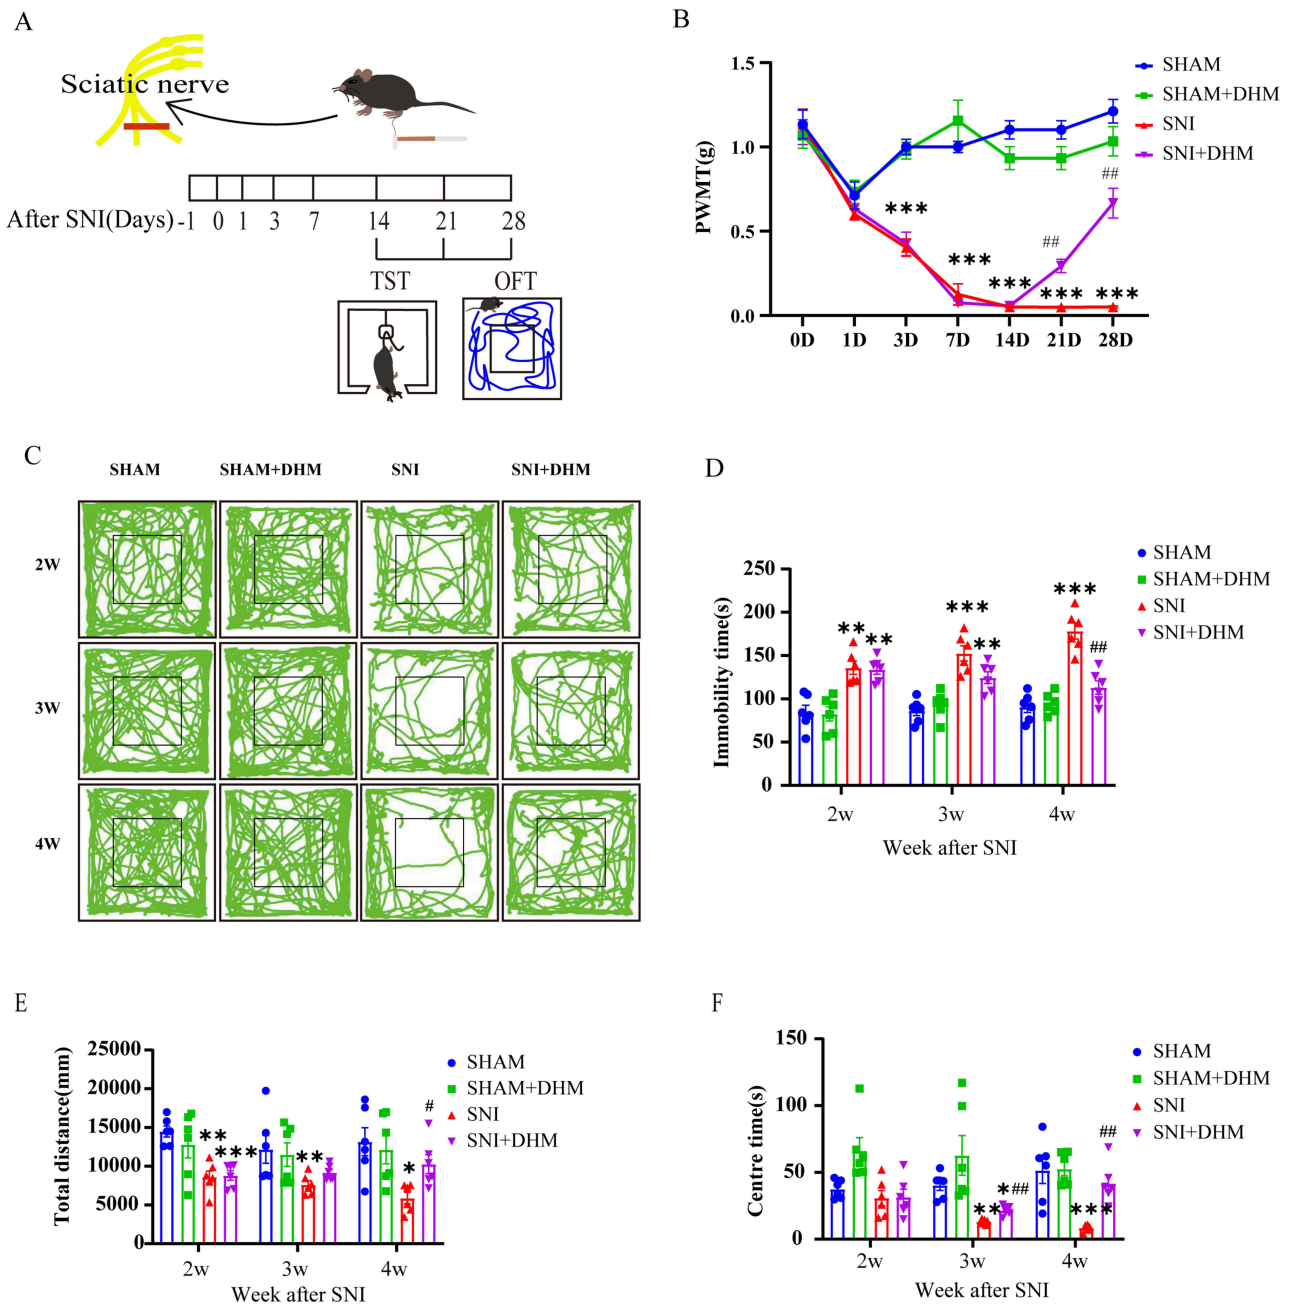 A
Sciatic nerve
After SNI(Days) -1 0 1 3 7 14 21 28
TST OFT
B
PWMT(g)
1.5
1.0
0.5
0.0
0D 1D 3D 7D 14D 21D 28D
*** *** *** *** ***
## ##
SHAM
SHAM+DHM
SNI
SNI+DHM
C
SHAM SHAM+DHM SNI SNI+DHM
2W
3W
4W
D
Immobility time(s)
250
200
150
100
50
0
** ** *** ** *** ##
2w 3w 4w
Week after SNI
SHAM
SHAM+DHM
SNI
SNI+DHM
E
Total distance(mm)
25000
20000
15000
10000
5000
0
** *** ** * #
2w 3w 4w
Week after SNI
SHAM
SHAM+DHM
SNI
SNI+DHM
F
Centre time(s)
150
100
50
0
** *## *** ##
2w 3w 4w
Week after SNI
SHAM
SHAM+DHM
SNI
SNI+DHM